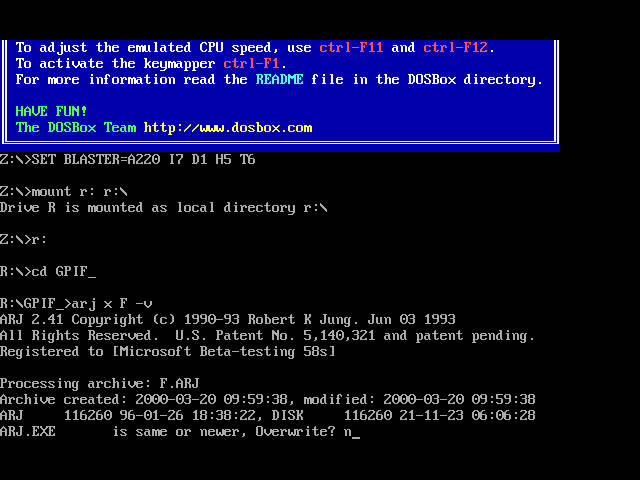 To adjust the emulated CPU speed, use ctrl-F11 and ctrl-F12.
To activate the keymapper ctrl-F1.
For more information read the README file in the DOSBox directory.
HAVE FUN!
The DOSBox Team http://www.dosbox.com
Z:\>SET BLASTER=A220 I7 D1 H5 T6
Z:\>mount r: r:\
Drive R is mounted as local directory r:\
Z:\>r:
R:\>cd GPIF_
R:\GPIF_>arj x F -v
ARJ 2.41 Copyright (c) 1990-93 Robert K Jung. Jun 03 1993
All Rights Reserved.  U.S. Patent No. 5,140,321 and patent pending.
Registered to [Microsoft Beta-testing 58s]
Processing archive: F.ARJ
Archive created: 2000-03-20 09:59:38, modified: 2000-03-20 09:59:38
ARJ     116260 96-01-26 18:38:22, DISK     116260 21-11-23 06:06:28
ARJ.EXE       is same or newer, Overwrite? n_